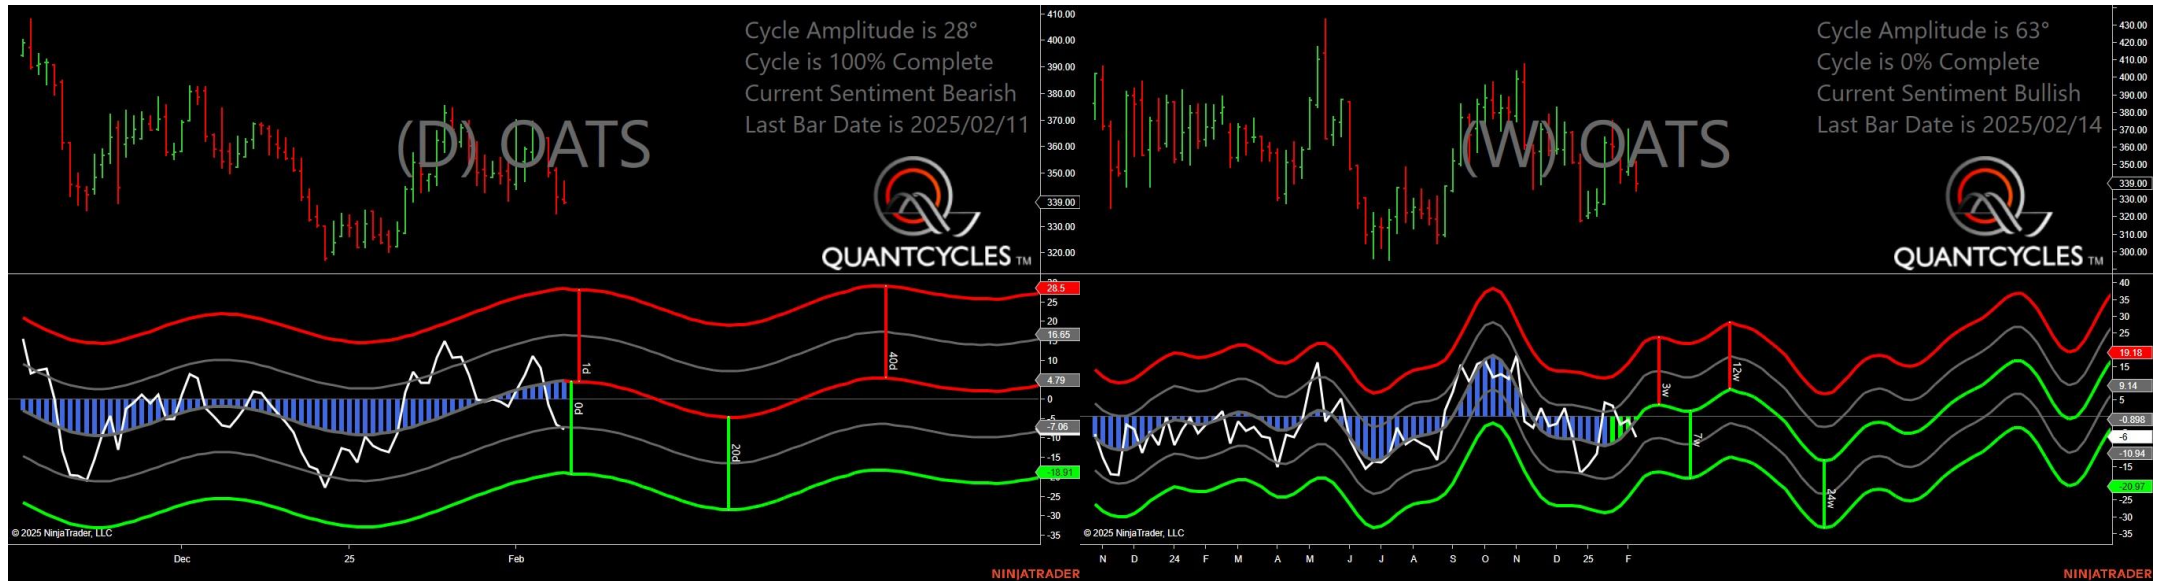 Cycle Amplitude is 28°
Cycle is 100% Complete
Current Sentiment Bearish
Last Bar Date is 2025/02/11
(D) OATS
QUANTCYCLES TM
410.00
400.00
390.00
380.00
370.00
360.00
350.00
339.00
330.00
320.00
30
28.5
25
20
16.65
10
4.79
0
-5
-7.06
-10
-15
-18.91
-25
-30
-35
1d
0d
20d
40d
© 2025 NinjaTrader, LLC
Dec 25 Feb
NINJATRADER
Cycle Amplitude is 63°
Cycle is 0% Complete
Current Sentiment Bullish
Last Bar Date is 2025/02/14
(W) OATS
QUANTCYCLES TM
430.00
420.00
410.00
400.00
390.00
380.00
370.00
360.00
350.00
339.00
330.00
320.00
310.00
300.00
40
35
30
25
19.18
15
9.14
5
-0.898
-6
-10.94
-15
-20.97
-25
-30
-35
3w
7w
12w
24w
© 2025 NinjaTrader, LLC
N D 24 F M A M J J A S O N D 25 F
NINJATRADER